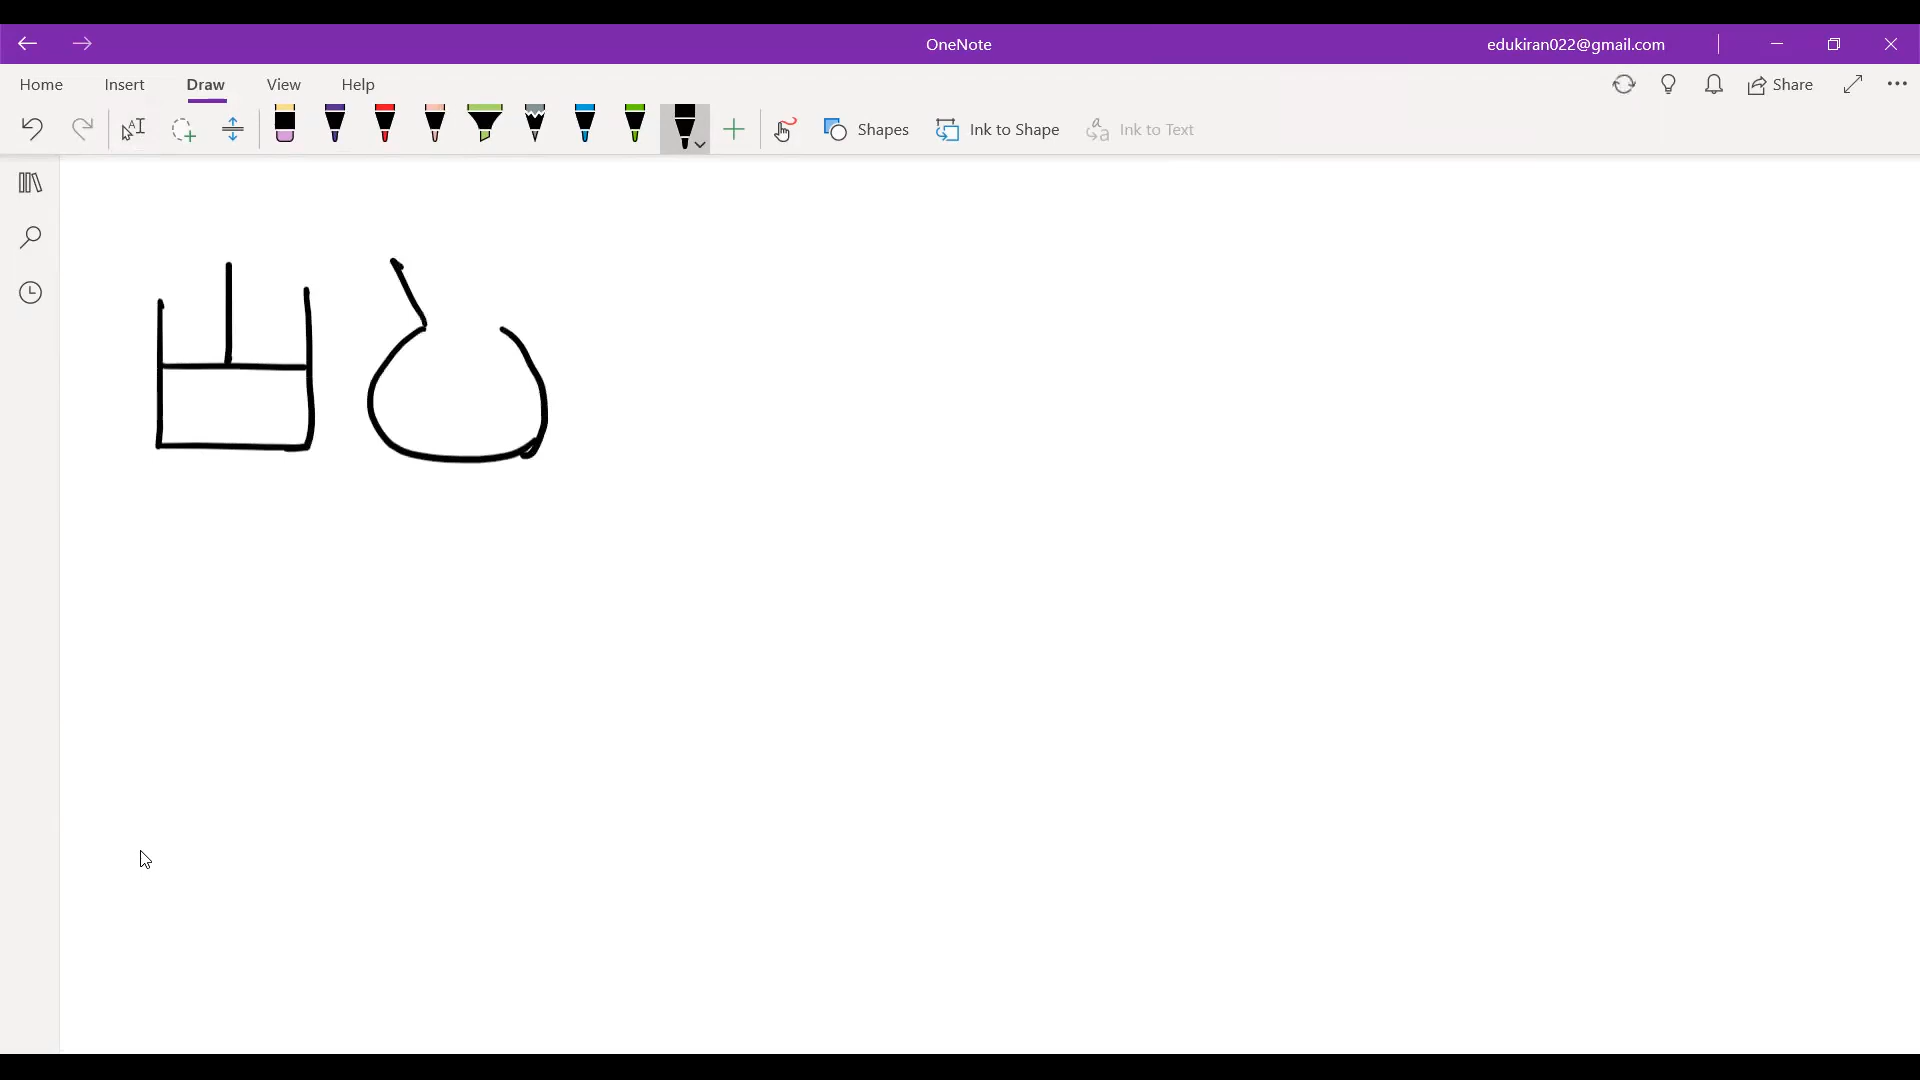 OneNote
edukiran022@gmail.com
Home Insert Draw View Help
Share
Shapes
Ink to Shape
Ink to Text